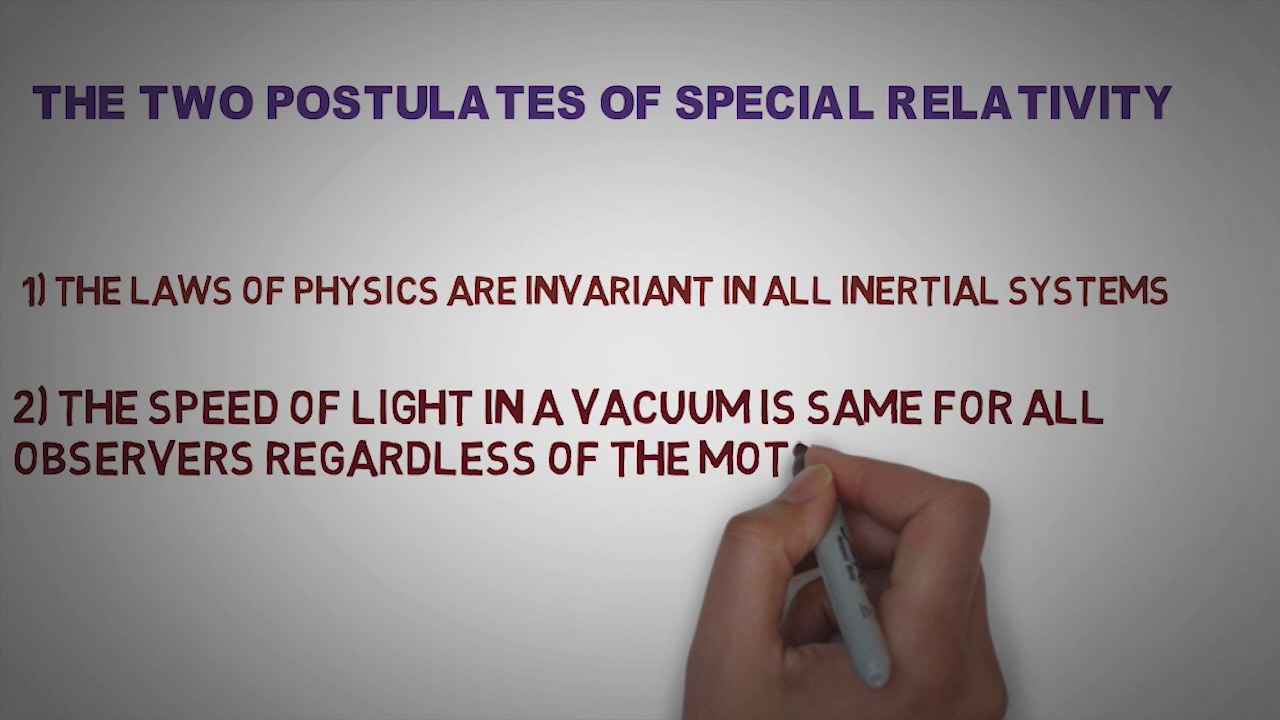 THE TWO POSTULATES OF SPECIAL RELATIVITY
1) THE LAWS OF PHYSICS ARE INVARIANT IN ALL INERTIAL SYSTEMS
2) THE SPEED OF LIGHT IN A VACUUM IS SAME FOR ALL
OBSERVERS REGARDLESS OF THE MOT